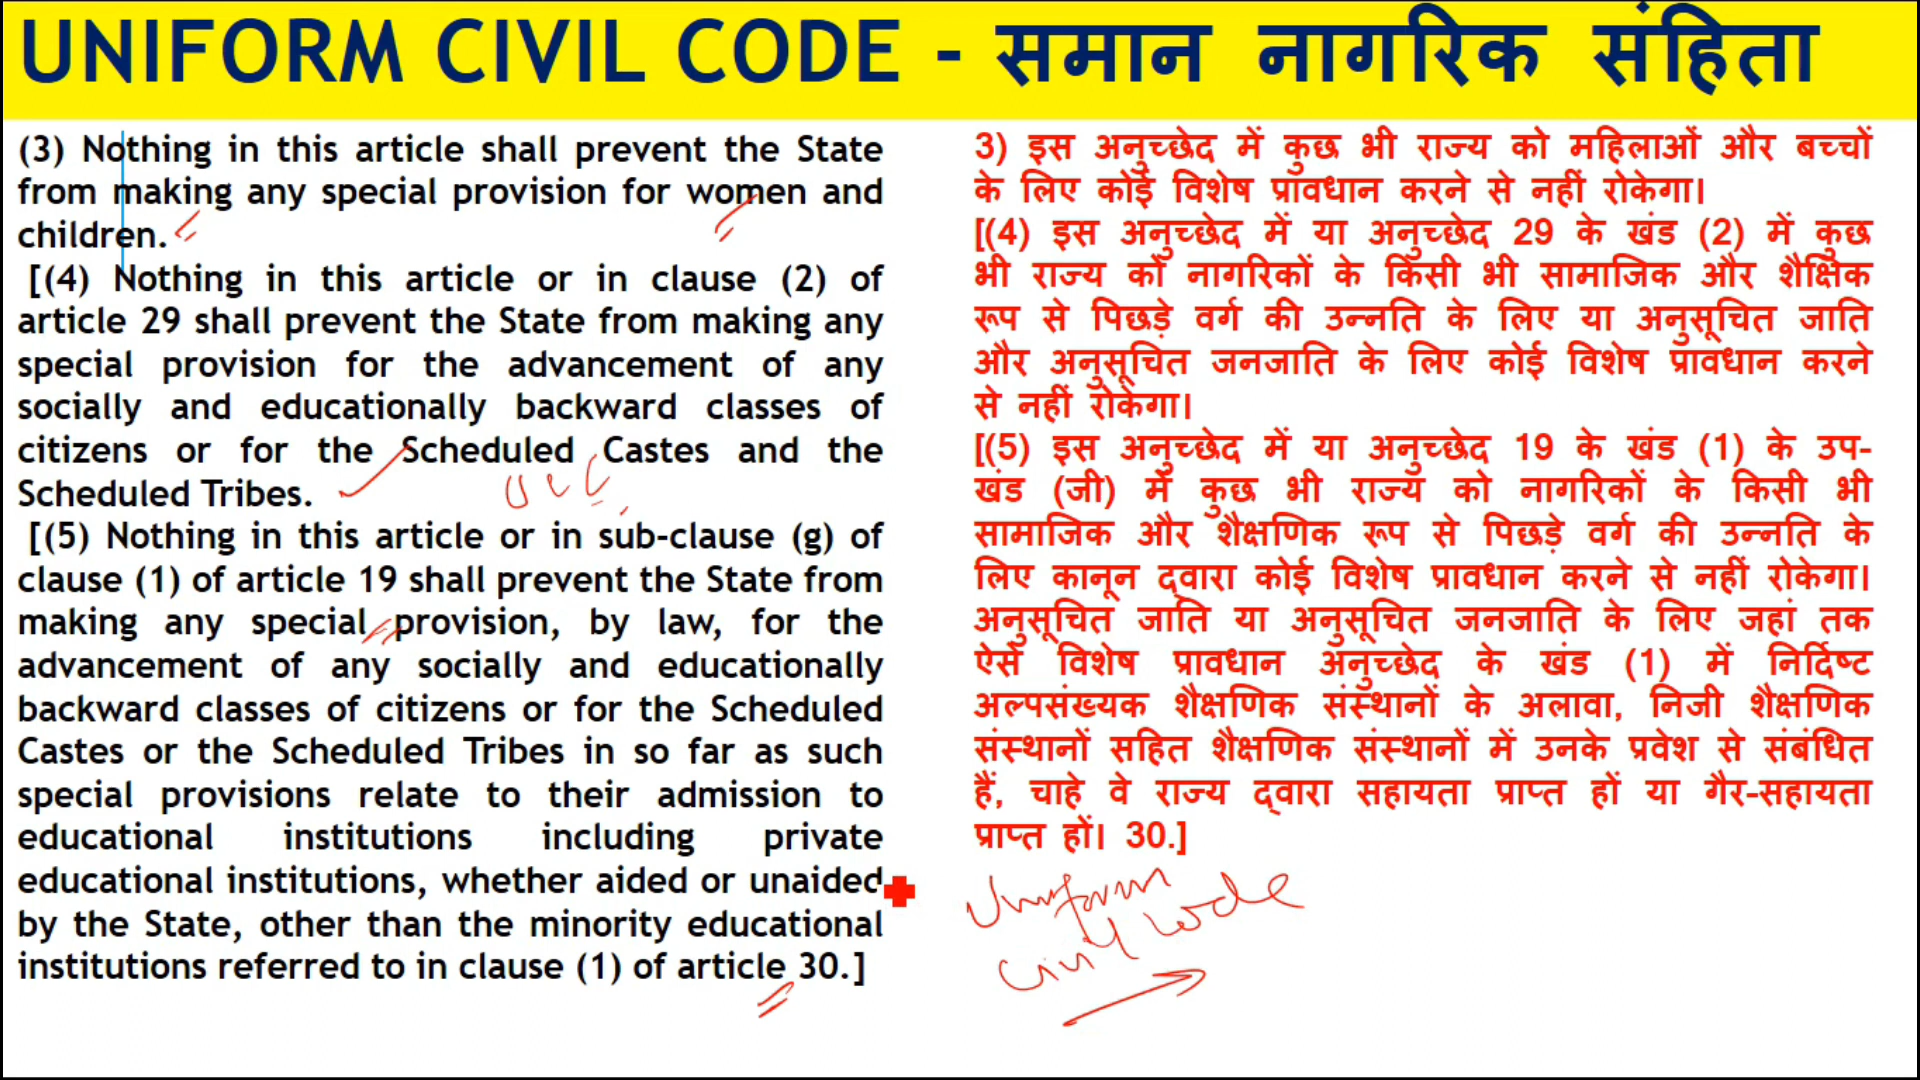 UNIFORM CIVIL CODE - समान नागरिक संहिता
(3) Nothing in this article shall prevent the State
from making any special provision for women and
children.
[(4) Nothing in this article or in clause (2) of
article 29 shall prevent the State from making any
special provision for the advancement of any
socially and educationally backward classes of
citizens or for the Scheduled Castes and the
Scheduled Tribes.
[(5) Nothing in this article or in sub-clause (g) of
clause (1) of article 19 shall prevent the State from
making any special provision, by law, for the
advancement of any socially and educationally
backward classes of citizens or for the Scheduled
Castes or the Scheduled Tribes in so far as such
special provisions relate to their admission to
educational institutions including private
educational institutions, whether aided or unaided
by the State, other than the minority educational
institutions referred to in clause (1) of article 30.]
UCC
3) इस अनुच्छेद में कुछ भी राज्य को महिलाओं और बच्चों
के लिए कोई विशेष प्रावधान करने से नहीं रोकेगा।
[(4) इस अनुच्छेद में या अनुच्छेद 29 के खंड (2) में कुछ
भी राज्य को नागरिकों के किसी भी सामाजिक और शैक्षिक
रूप से पिछड़े वर्ग की उन्नति के लिए या अनुसूचित जाति
और अनुसूचित जनजाति के लिए कोई विशेष प्रावधान करने
से नहीं रोकेगा।
[(5) इस अनुच्छेद में या अनुच्छेद 19 के खंड (1) के उप-
खंड (जी) में कुछ भी राज्य को नागरिकों के किसी भी
सामाजिक और शैक्षणिक रूप से पिछड़े वर्ग की उन्नति के
लिए कानून द्वारा कोई विशेष प्रावधान करने से नहीं रोकेगा।
अनुसूचित जाति या अनुसूचित जनजाति के लिए जहां तक
ऐसे विशेष प्रावधान अनुच्छेद के खंड (1) में निर्दिष्ट
अल्पसंख्यक शैक्षणिक संस्थानों के अलावा, निजी शैक्षणिक
संस्थानों सहित शैक्षणिक संस्थानों में उनके प्रवेश से संबंधित
हैं, चाहे वे राज्य द्वारा सहायता प्राप्त हों या गैर-सहायता
प्राप्त हों। 30.]
Uniform
Civil Code